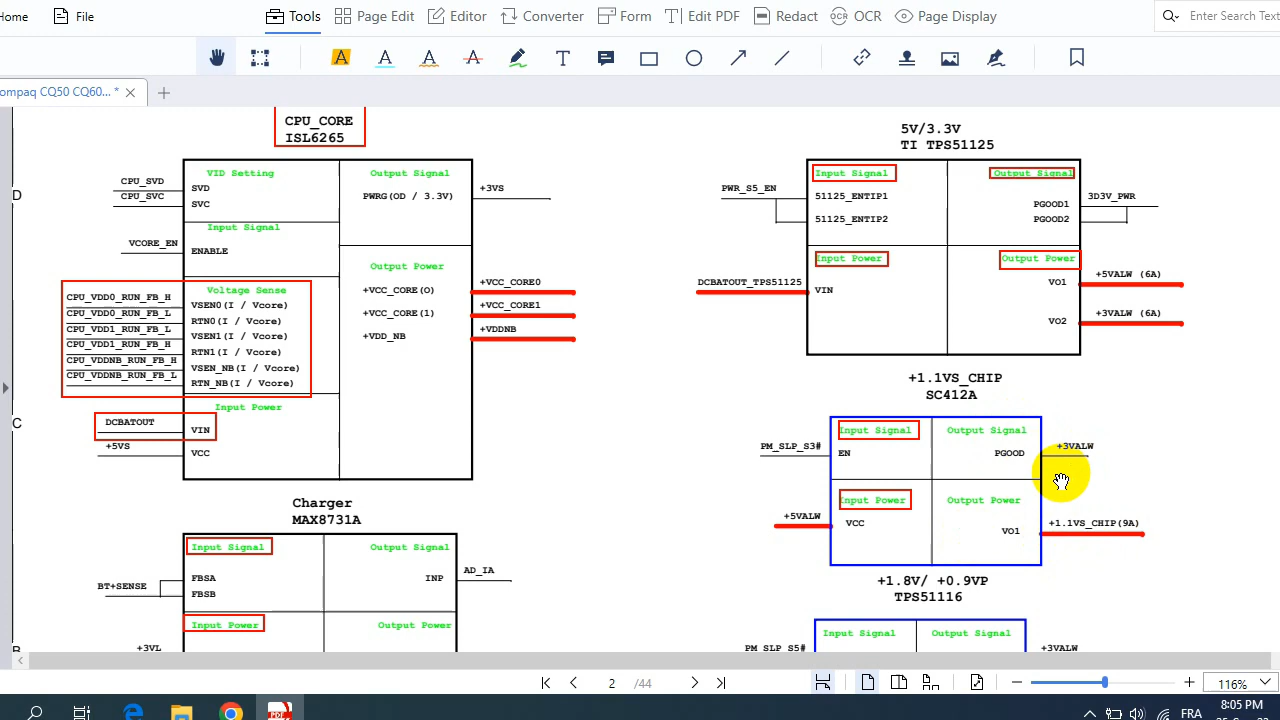 lome
File
Tools
Page Edit
Editor
Converter
Form
Edit PDF
Redact
OCR
OCR
Page Display
Enter Search Text
A
A
A
A
T
ompaq CQ50 CQ60... *
CPU_CORE
ISL6265
D
VID Setting
Output Signal
CPU_SVD
SVD
CPU_SVC
SVC
PWRG(OD / 3.3V)
+3VS
Input Signal
VCORE_EN
ENABLE
Output Power
Voltage Sense
CPU_VDD0_RUN_FB_H
VSEN0(I / Vcore)
CPU_VDD0_RUN_FB_L
RTN0(I / Vcore)
CPU_VDD1_RUN_FB_L
VSEN1(I / Vcore)
CPU_VDD1_RUN_FB_H
RTN1(I / Vcore)
CPU_VDDNB_RUN_FB_H
VSEN_NB(I / Vcore)
CPU_VDDNB_RUN_FB_L
RTN_NB(I / Vcore)
+VCC_CORE(O)
+VCC_CORE0
+VCC_CORE(1)
+VCC_CORE1
+VDD_NB
+VDDNB
Input Power
C
DCBATOUT
VIN
+5VS
VCC
5V/3.3V
TI TPS51125
Input Signal
Output Signal
PWR_S5_EN
51125_ENTIP1
51125_ENTIP2
PGOOD1
PGOOD2
3D3V_PWR
Input Power
Output Power
DCBATOUT_TPS51125
VIN
VO1
+5VALW (6A)
VO2
+3VALW (6A)
+1.1VS_CHIP
SC412A
Input Signal
Output Signal
PM_SLP_S3#
EN
PGOOD
+3VALW
Input Power
Output Power
+5VALW
VCC
VO1
+1.1VS_CHIP(9A)
Charger
MAX8731A
Input Signal
Output Signal
BT+SENSE
FBSA
FBSB
INP
AD_IA
Input Power
Output Power
+3VL
+1.8V/ +0.9VP
TPS51116
Input Signal
Output Signal
PM_SLP_S5#
+3VALW
B
2 /44
116%
PDF
FRA
8:05 PM